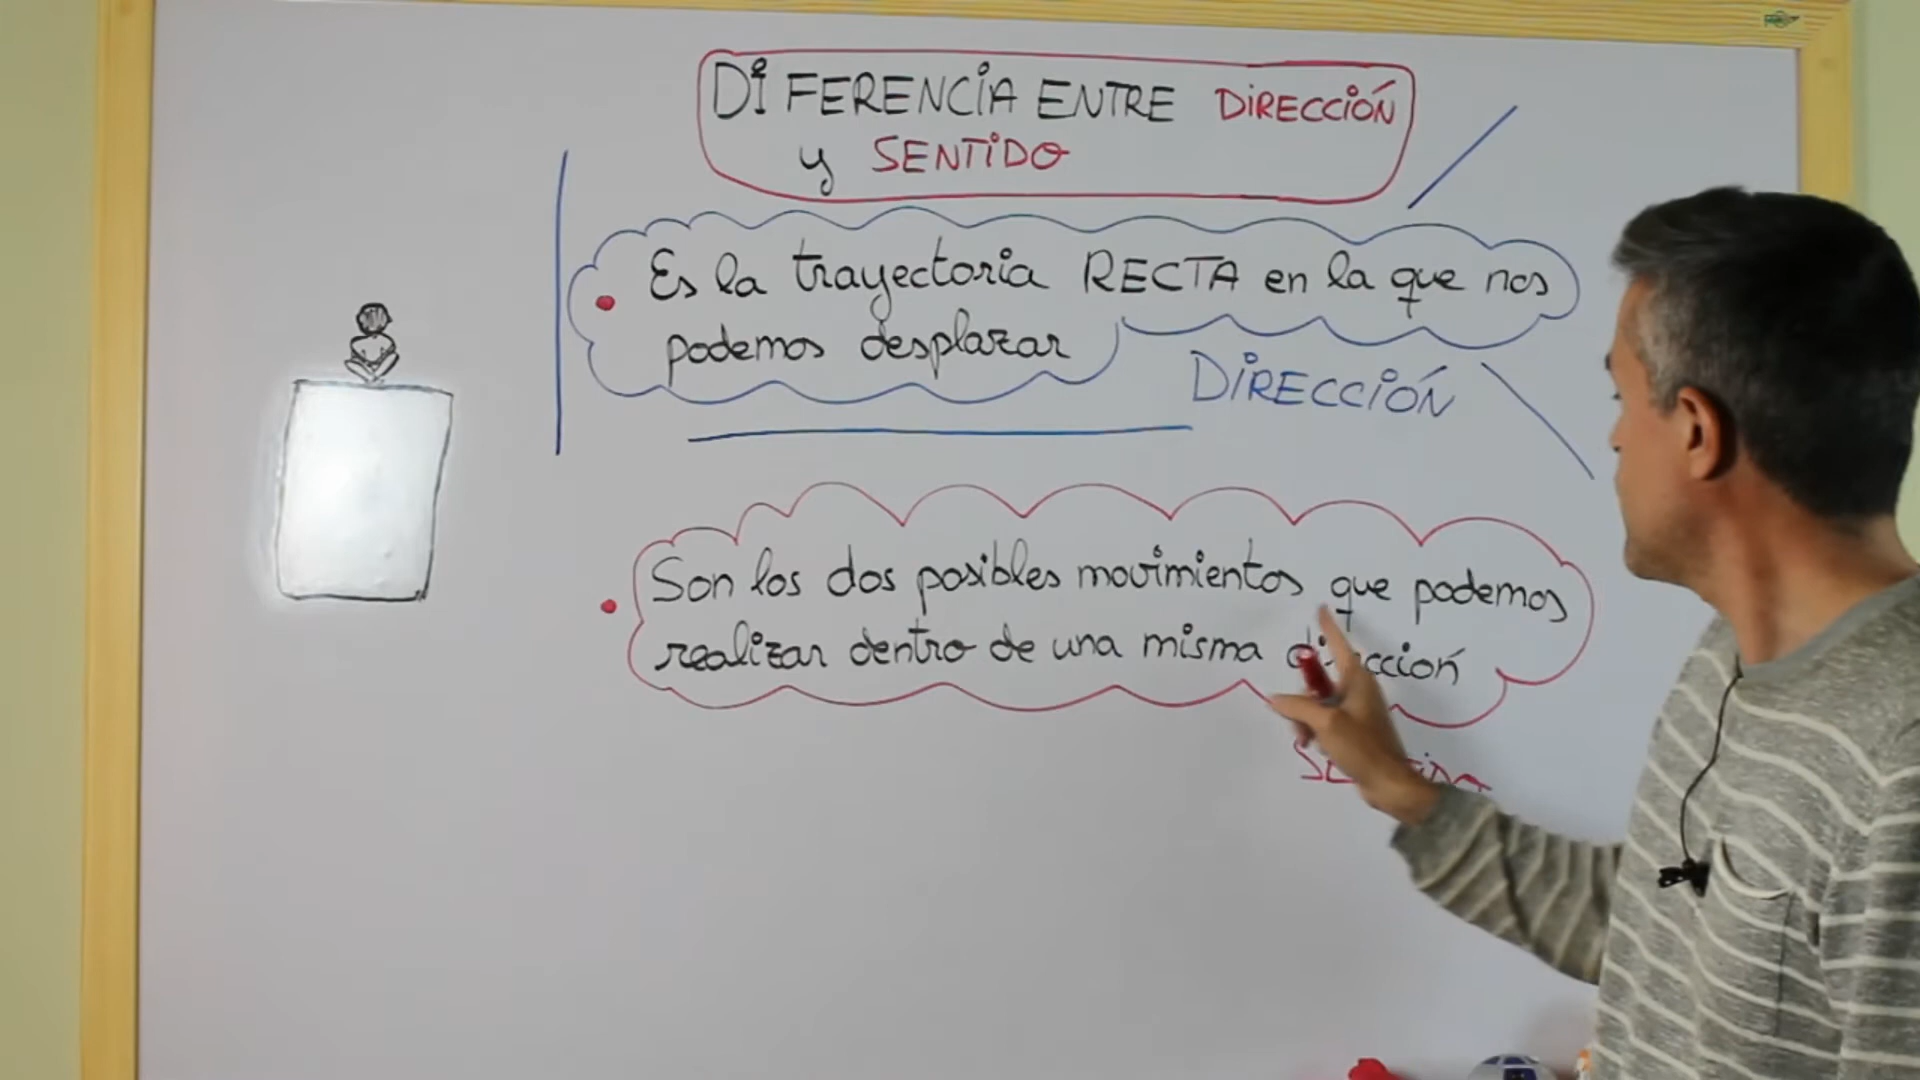 DIFERENCIA ENTRE DIRECCIÓN
y SENTIDO
Es la trayectoria RECTA en la que nos
podemos desplazar
DIRECCIÓN
Son los dos posibles movimientos que podemos
realizar dentro de una misma